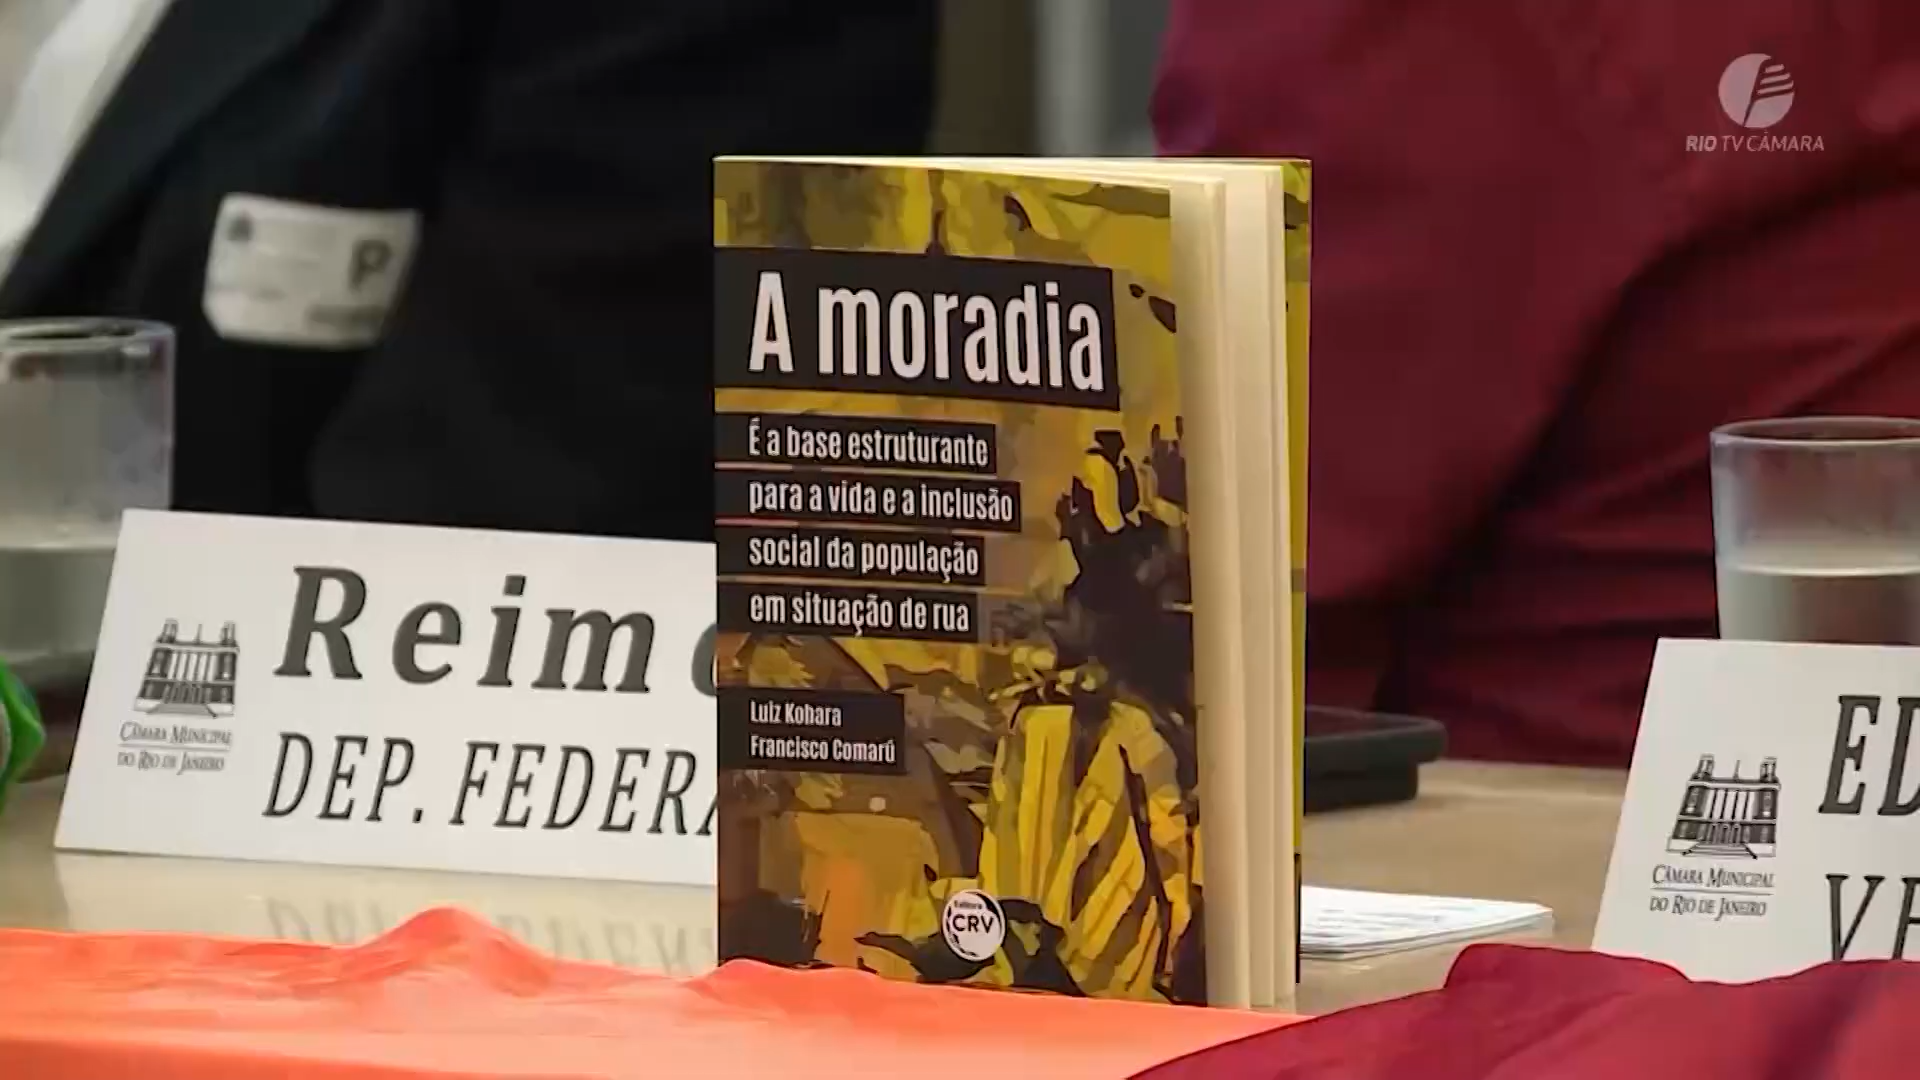 RIO TV CÂMARA
P
A moradia
É a base estruturante
para a vida e a inclusão
social da população
em situação de rua
Luiz Kohara
Francisco Comarú
Editora
CRV
Reim
DEP. FEDERA
CÂMARA MUNICIPAL
DO RIO DE JANEIRO
ED
VE
CÂMARA MUNICIPAL
DO RIO DE JANEIRO